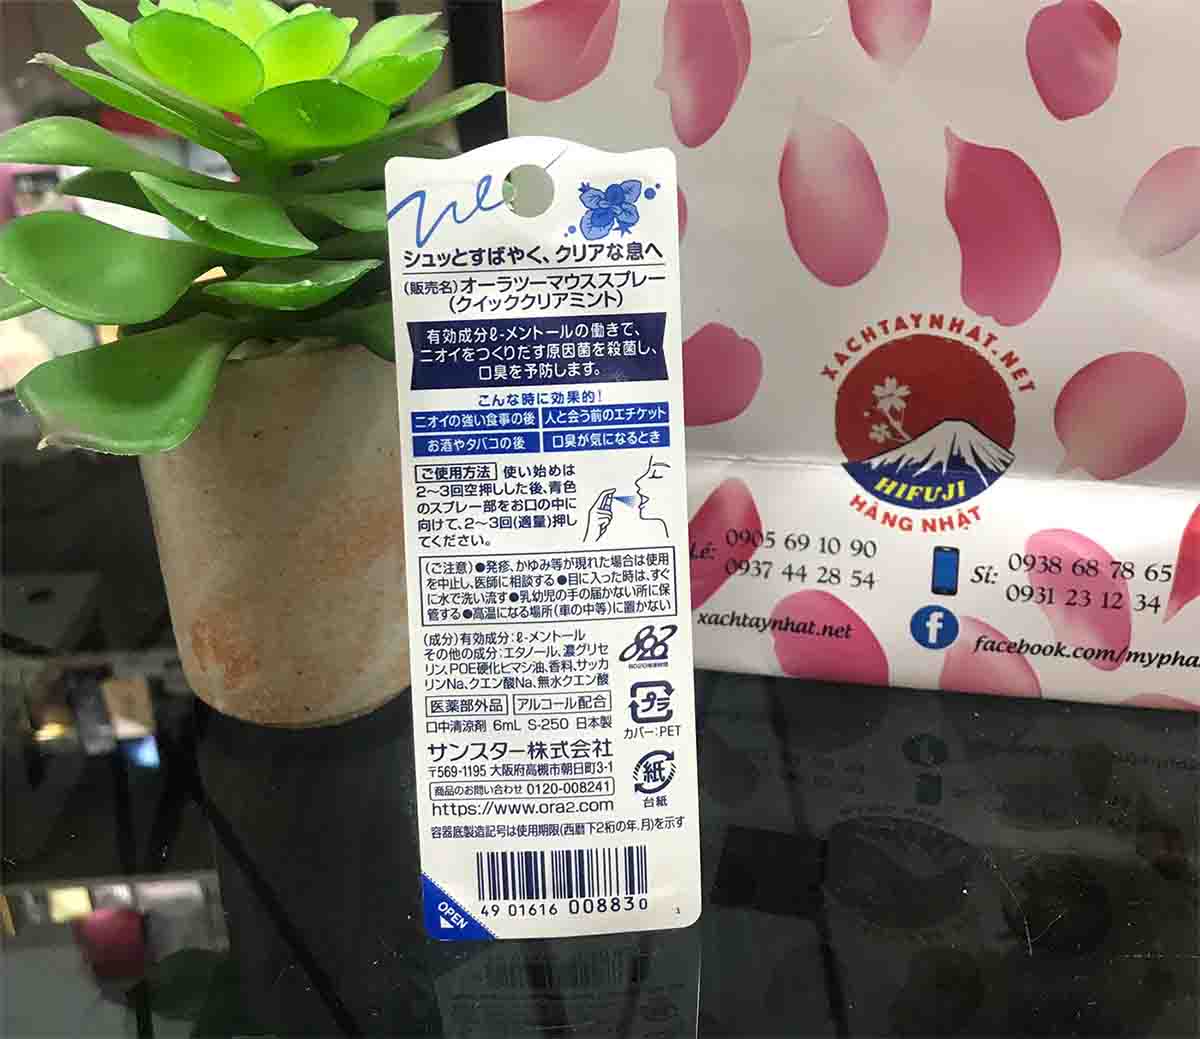 シュッとすばやく、クリアな息へ
(販売名)オーラツーマウススプレー
(クイッククリアミント)
有効成分ℓ-メントールの働きで、
ニオイをつくりだす原因菌を殺菌し、
口臭を予防します。
こんな時に効果的!
ニオイの強い食事の後 人と会う前のエチケット
お酒やタバコの後 口臭が気になるとき
ご使用方法 使い始めは
2〜3回空押しした後、青色
のスプレー部をお口の中に
向けて、2〜3回(適量)押し
てください。
(ご注意)●発疹、かゆみ等が現れた場合は使用
を中止し、医師に相談する●目に入った時は、すぐ
に水で洗い流す●乳幼児の手の届かない所に保
管する●高温になる場所(車の中等)に置かない
(成分)有効成分:ℓ-メントール
その他の成分:エタノール、濃グリセ
リン、POE硬化ヒマシ油、香料、サッカ
リンNa、クエン酸Na、無水クエン酸
8020
医薬部外品 アルコール配合
口中清涼剤 6mL S-250 日本製
プラ
カバー:PET
サンスター株式会社
〒569-1195 大阪府高槻市朝日町3-1
商品のお問い合わせ 0120-008241
https://www.ora2.com
紙
台紙
容器底製造記号は使用期限(西暦下2桁の年.月)を示す
OPEN
49 01616 008830
1
XACHTAYNHAT.NET
HIFUJI
HÀNG NHẬT
Lẻ: 0905 69 10 90
0937 44 28 54
Sỉ: 0938 68 78 65
0931 23 12 34
xachtaynhat.net
f
facebook.com/mypha